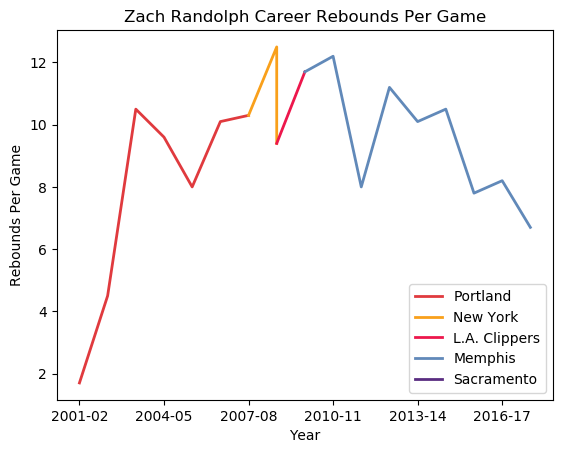 Zach Randolph Career Rebounds Per Game
Rebounds Per Game
12
10
8
6
4
2
Portland
New York
L.A. Clippers
Memphis
Sacramento
2001-02 2004-05 2007-08 2010-11 2013-14 2016-17
Year